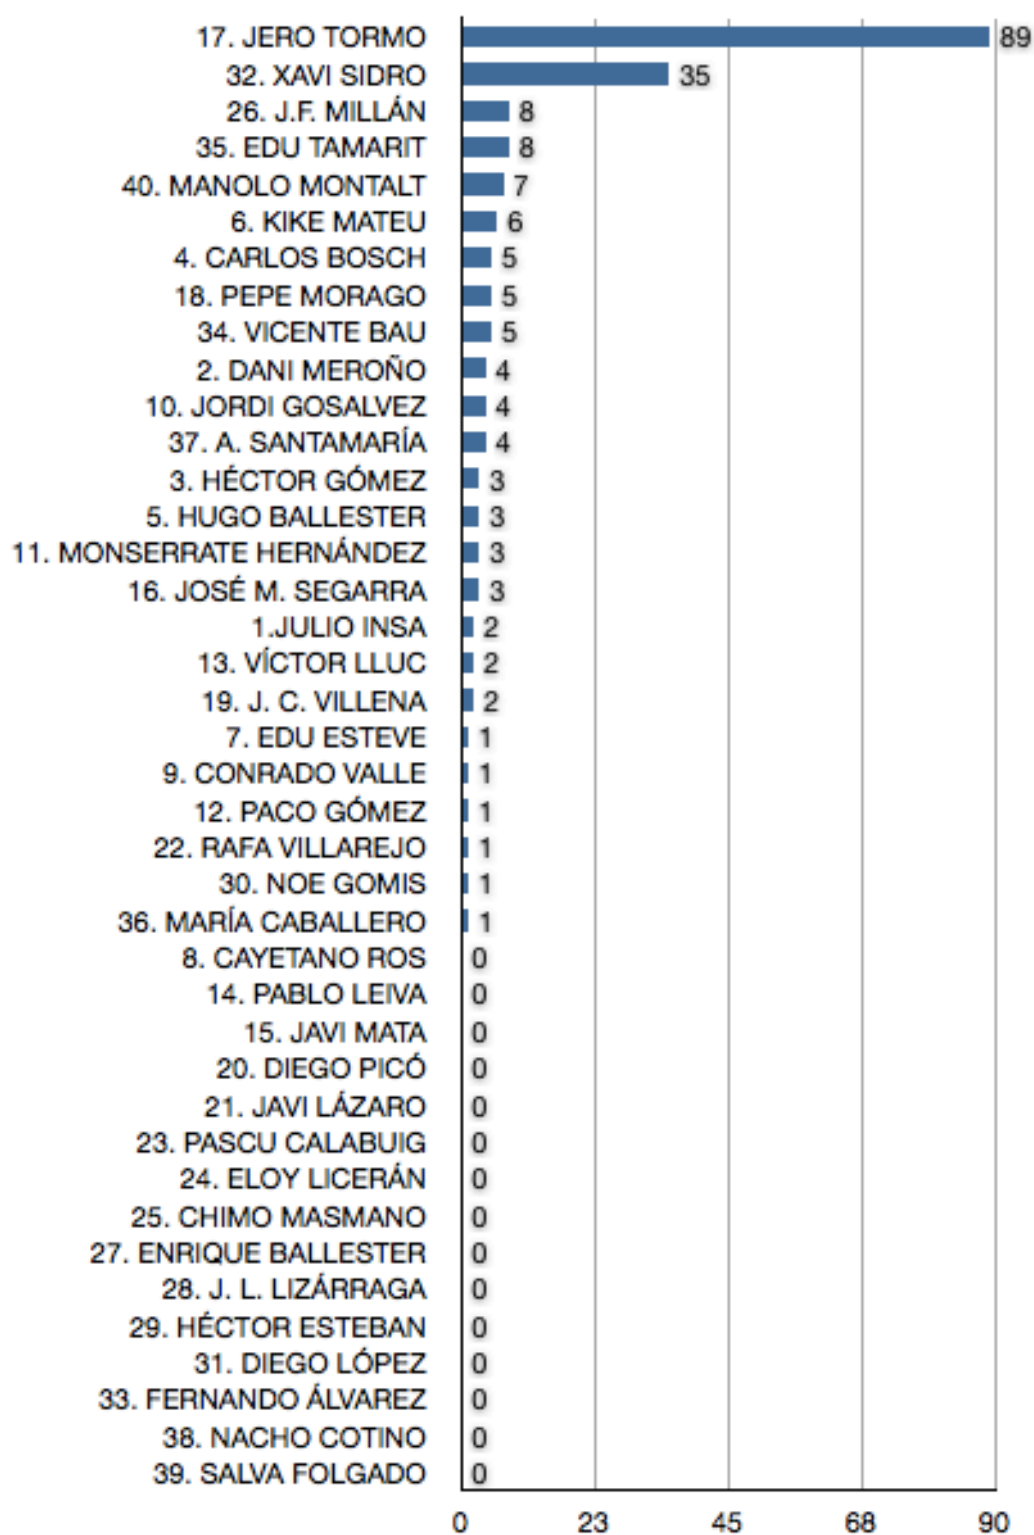 17. JERO TORMO 89
32. XAVI SIDRO 35
26. J.F. MILLÁN 8
35. EDU TAMARIT 8
40. MANOLO MONTALT 7
6. KIKE MATEU 6
4. CARLOS BOSCH 5
18. PEPE MORAGO 5
34. VICENTE BAU 5
2. DANI MEROÑO 4
10. JORDI GOSALVEZ 4
37. A. SANTAMARÍA 4
3. HÉCTOR GÓMEZ 3
5. HUGO BALLESTER 3
11. MONSERRATE HERNÁNDEZ 3
16. JOSÉ M. SEGARRA 3
1.JULIO INSA 2
13. VÍCTOR LLUC 2
19. J. C. VILLENA 2
7. EDU ESTEVE 1
9. CONRADO VALLE 1
12. PACO GÓMEZ 1
22. RAFA VILLAREJO 1
30. NOE GOMIS 1
36. MARÍA CABALLERO 1
8. CAYETANO ROS 0
14. PABLO LEIVA 0
15. JAVI MATA 0
20. DIEGO PICÓ 0
21. JAVI LÁZARO 0
23. PASCU CALABUIG 0
24. ELOY LICERÁN 0
25. CHIMO MASMANO 0
27. ENRIQUE BALLESTER 0
28. J. L. LIZÁRRAGA 0
29. HÉCTOR ESTEBAN 0
31. DIEGO LÓPEZ 0
33. FERNANDO ÁLVAREZ 0
38. NACHO COTINO 0
39. SALVA FOLGADO 0
0 23 45 68 90